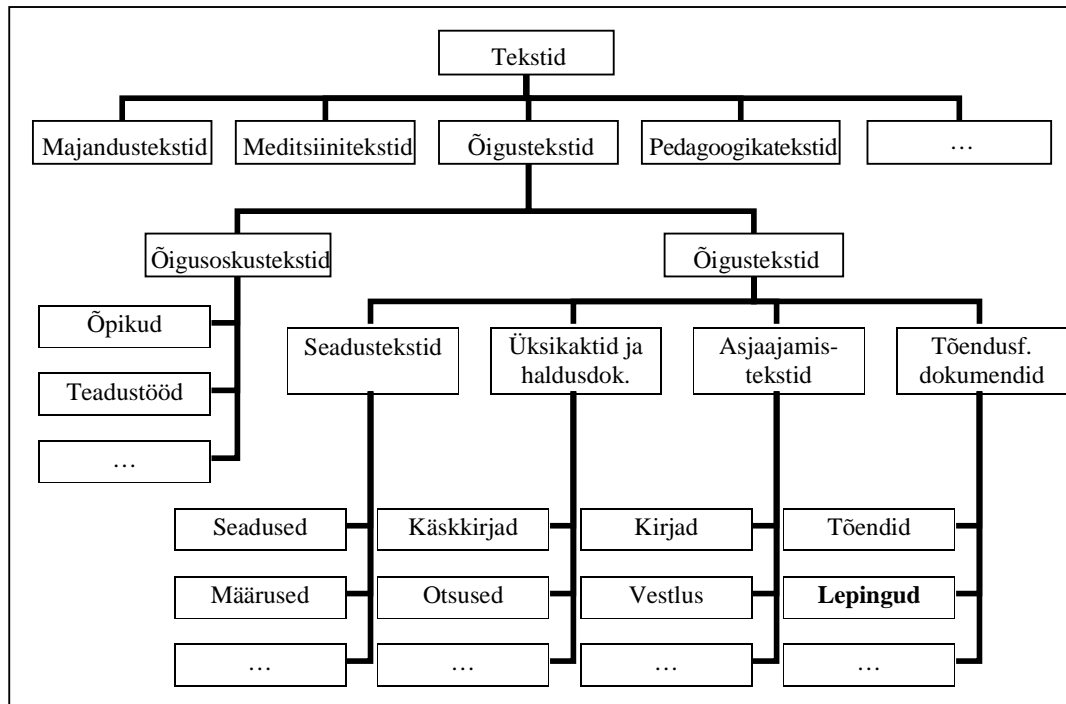 Tekstid
Majandustekstid
Meditsiinitekstid
Õigustekstid
Pedagoogikatekstid
…
Õigusoskustekstid
Õigustekstid
Õpikud
Teadustööd
…
Seadustekstid
Üksikaktid ja
haldusdok.
Asjaajamis-
tekstid
Tõendusf.
dokumendid
Seadused
Käskkirjad
Kirjad
Tõendid
Määrused
Otsused
Vestlus
Lepingud
…
…
…
…